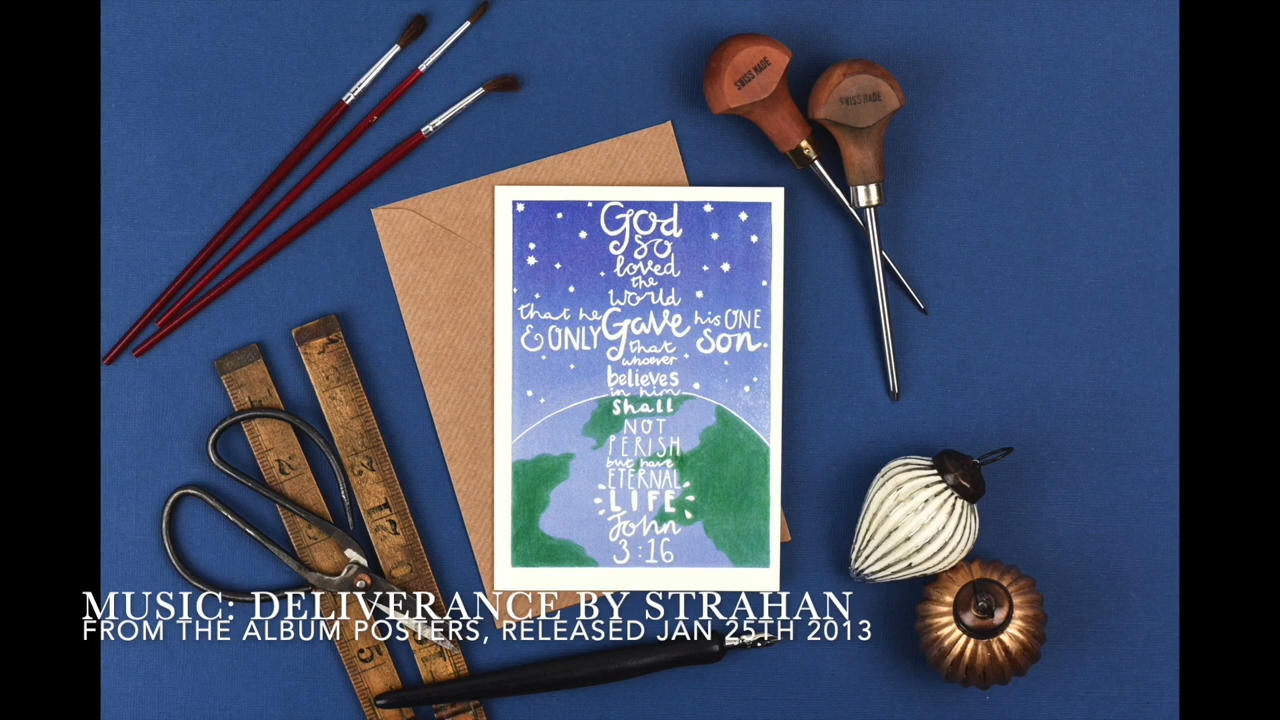 SWISS MADE
SWISS MADE
God
so
loved
the
world
that he Gave his ONE
& ONLY son.
that
whoever
believes
in him
shall
NOT
PERISH
but have
ETERNAL
LIFE
John
3:16
2
5
MUSIC: DELIVERANCE BY STRAHAN
FROM THE ALBUM POSTERS, RELEASED JAN 25TH 2013